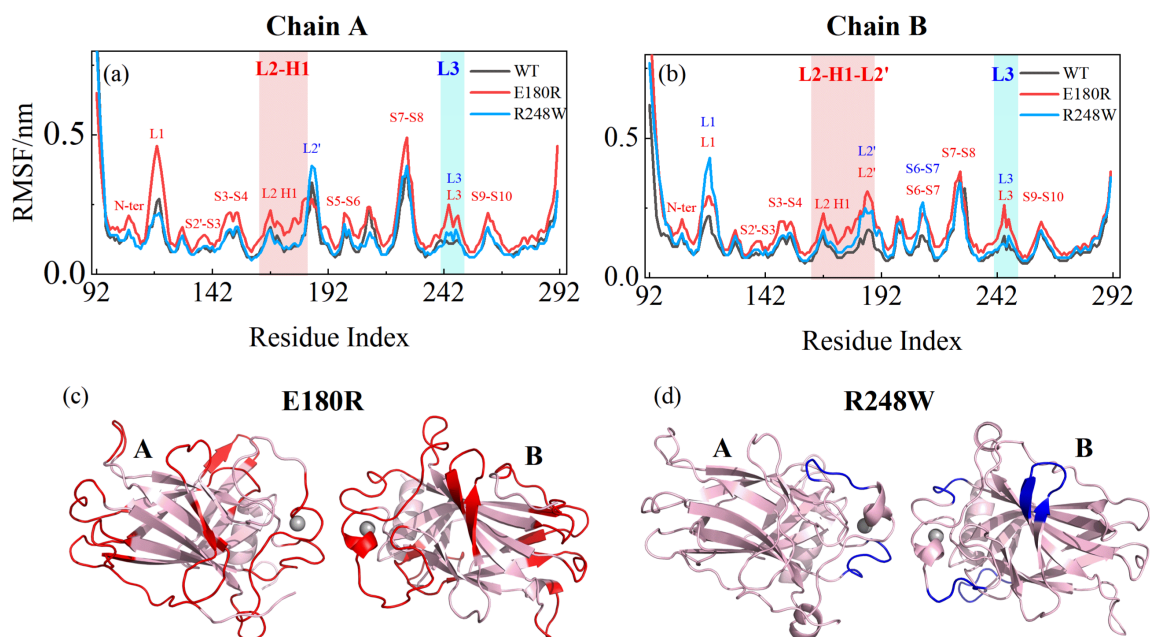 Chain A
Chain B
(a)
L2-H1
L3
WT
E180R
R248W
L1
N-ter
S2'-S3
S3-S4
L2 H1
L2'
S5-S6
S7-S8
L3
L3
S9-S10
RMSF/nm
0.5
0.0
92
142
192
242
292
Residue Index
(b)
L2-H1-L2'
L3
WT
E180R
R248W
L1
L1
N-ter
S2'-S3
S3-S4
L2 H1
L2'
L2'
S6-S7
S6-S7
S7-S8
L3
L3
S9-S10
0.5
0.0
92
142
192
242
292
Residue Index
(c)
E180R
A
B
(d)
R248W
A
B